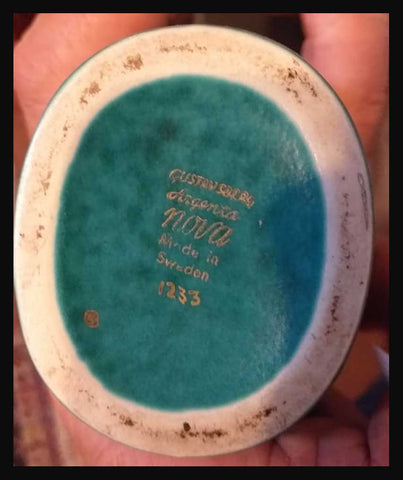 GUSTAVSBERG
Argenta
nova
Made in
Sweden
1233